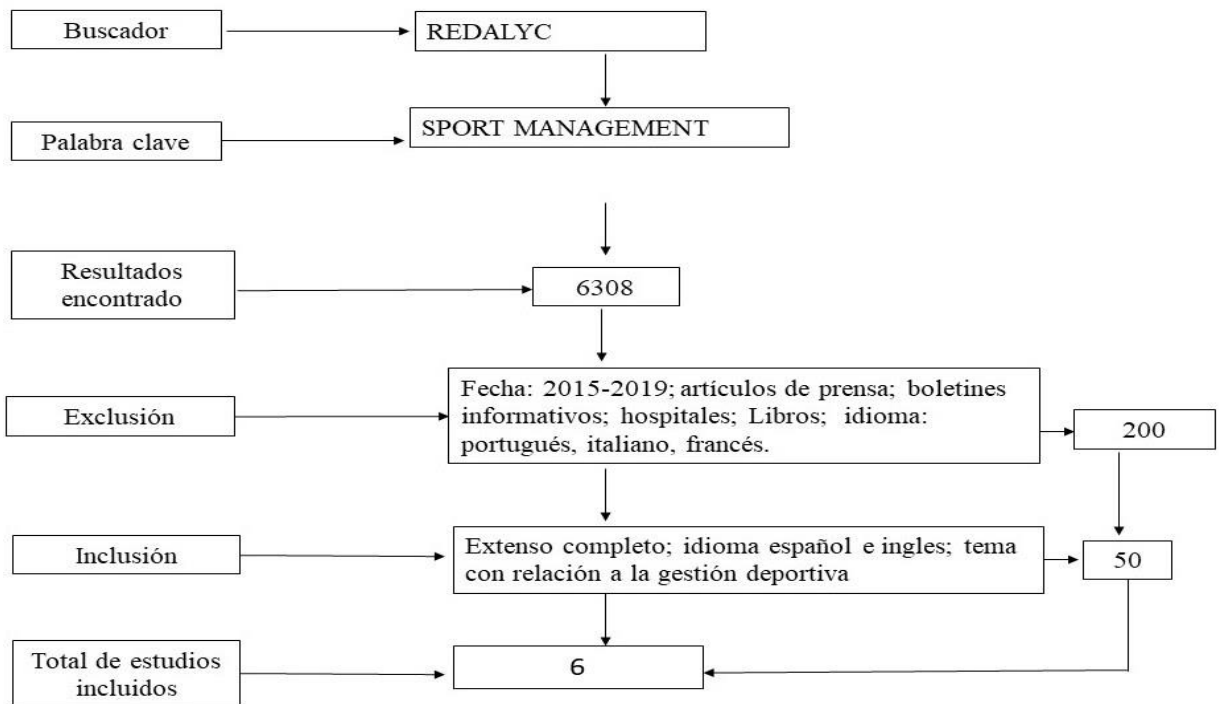 Buscador
REDALYC
Palabra clave
SPORT MANAGEMENT
Resultados
encontrado
6308
Exclusión
Fecha: 2015-2019; artículos de prensa; boletines
informativos; hospitales; Libros; idioma:
portugués, italiano, francés.
200
Inclusión
Extenso completo; idioma español e ingles; tema
con relación a la gestión deportiva
50
Total de estudios
incluidos
6